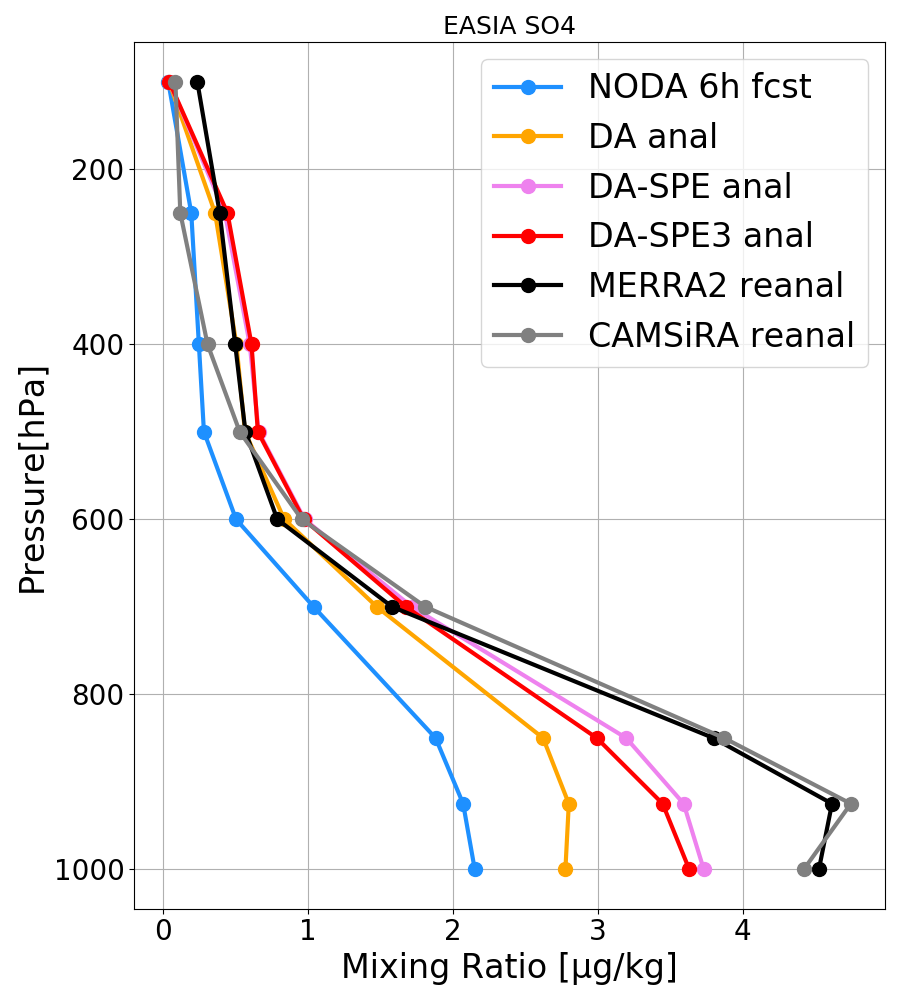 EASIA SO4
NODA 6h fcst
DA anal
DA-SPE anal
DA-SPE3 anal
MERRA2 reanal
CAMSiRA reanal
Pressure[hPa]
200
400
600
800
1000
0 1 2 3 4
Mixing Ratio [μg/kg]